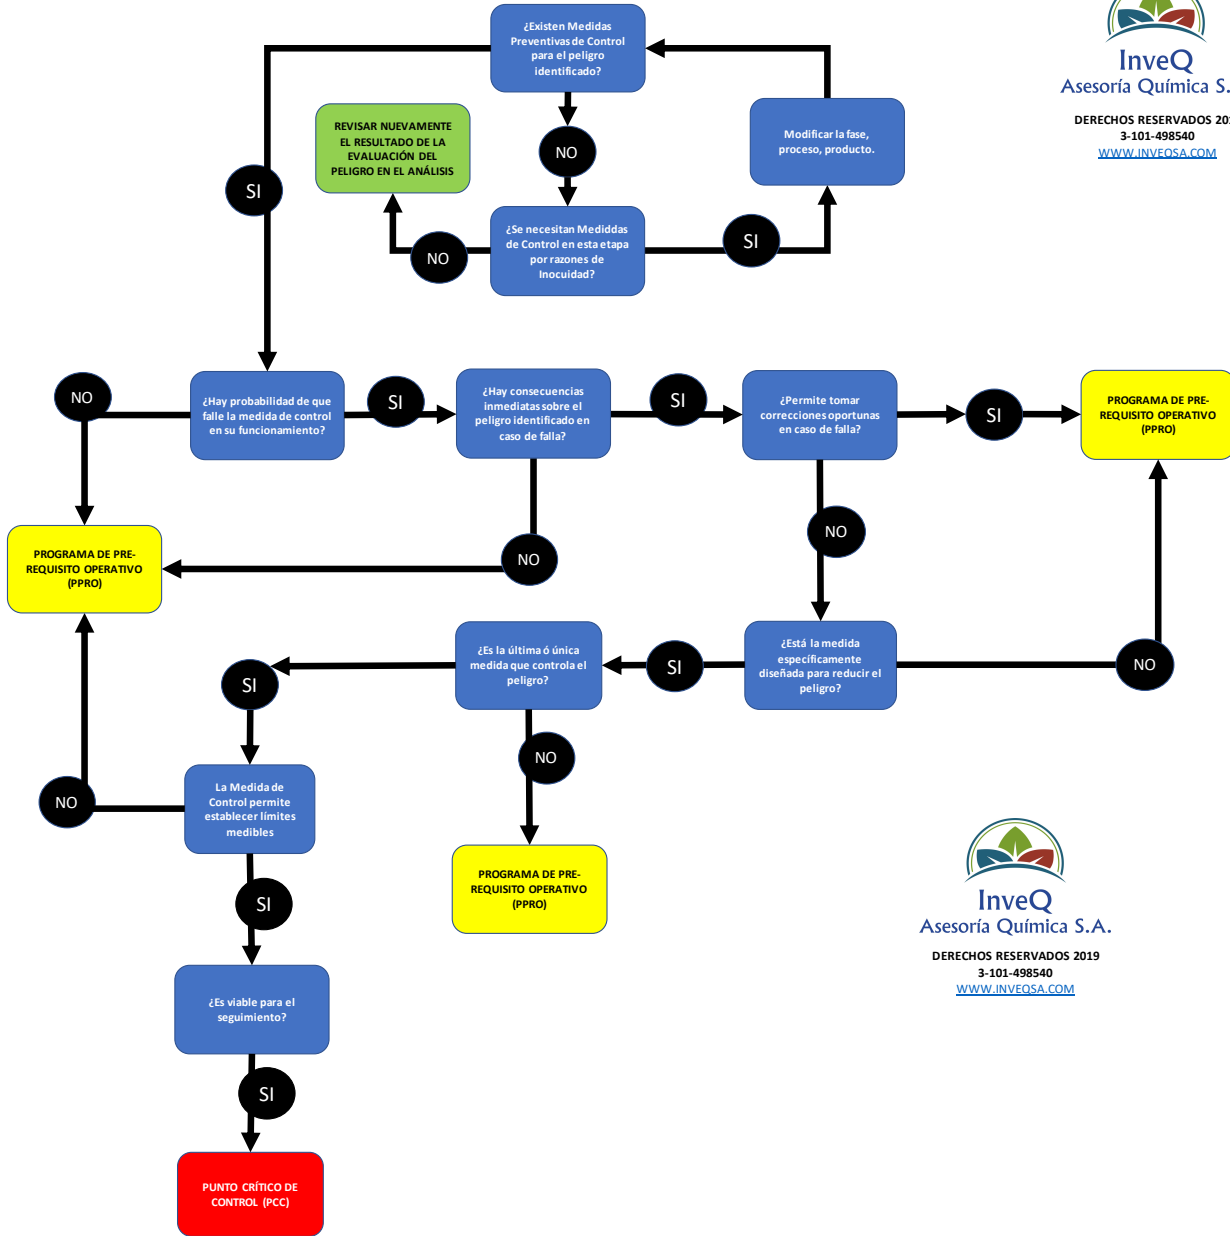 ¿Existen Medidas
Preventivas de Control
para el peligro
identificado?
InveQ
Asesoría Química S.
DERECHOS RESERVADOS 201
3-101-498540
WWW.INVEQSA.COM
REVISAR NUEVAMENTE
EL RESULTADO DE LA
EVALUACIÓN DEL
PELIGRO EN EL ANÁLISIS
NO
Modificar la fase,
proceso, producto.
SI
¿Se necesitan Mediddas
de Control en esta etapa
por razones de
Inocuidad?
NO
SI
NO
¿Hay probabilidad de que
falle la medida de control
en su funcionamiento?
SI
¿Hay consecuencias
inmediatas sobre el
peligro identificado en
caso de falla?
SI
¿Permite tomar
correcciones oportunas
en caso de falla?
SI
PROGRAMA DE PRE-
REQUISITO OPERATIVO
(PPRO)
NO
NO
PROGRAMA DE PRE-
REQUISITO OPERATIVO
(PPRO)
¿Es la última ó única
medida que controla el
peligro?
SI
¿Está la medida
específicamente
diseñada para reducir el
peligro?
NO
SI
NO
La Medida de
Control permite
establecer límites
medibles
NO
SI
PROGRAMA DE PRE-
REQUISITO OPERATIVO
(PPRO)
InveQ
Asesoría Química S.A.
DERECHOS RESERVADOS 2019
3-101-498540
WWW.INVEQSA.COM
¿Es viable para el
seguimiento?
SI
PUNTO CRÍTICO DE
CONTROL (PCC)